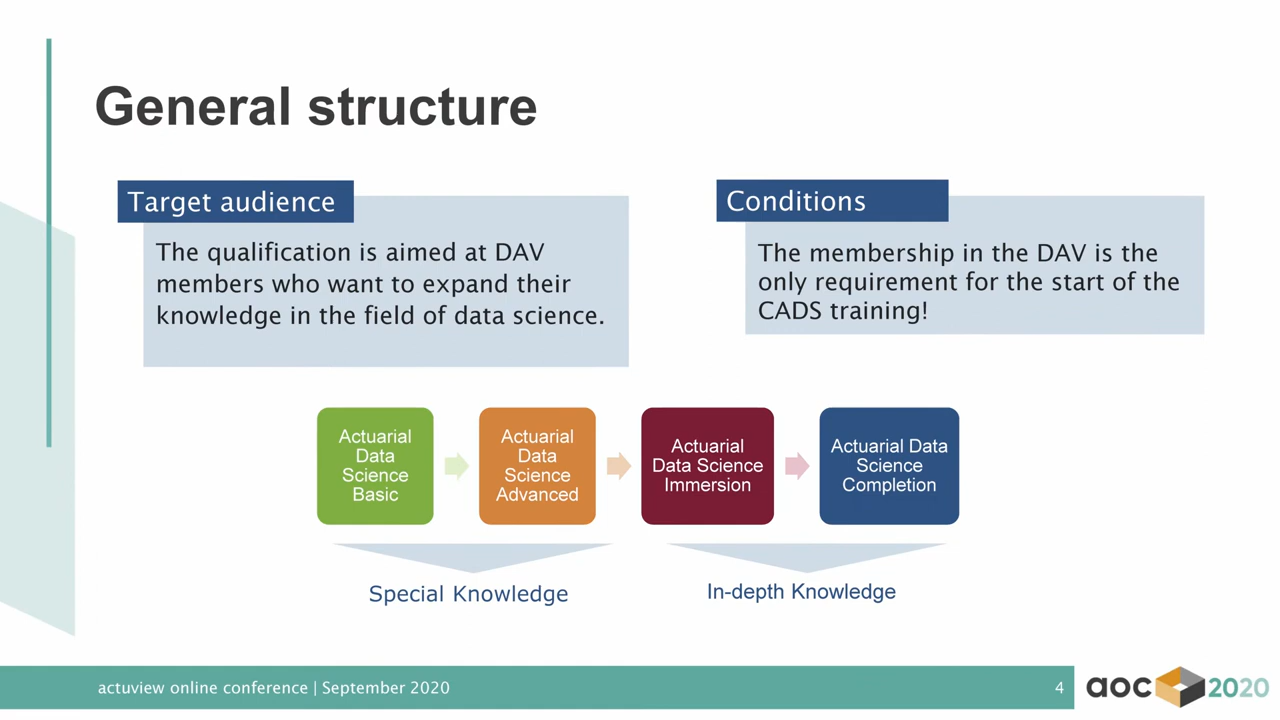 General structure
Target audience
The qualification is aimed at DAV
members who want to expand their
knowledge in the field of data science.
Conditions
The membership in the DAV is the
only requirement for the start of the
CADS training!
Actuarial
Data
Science
Basic
Actuarial
Data
Science
Advanced
Actuarial
Data Science
Immersion
Actuarial Data
Science
Completion
Special Knowledge
In-depth Knowledge
actuview online conference | September 2020
4
aoc 2020